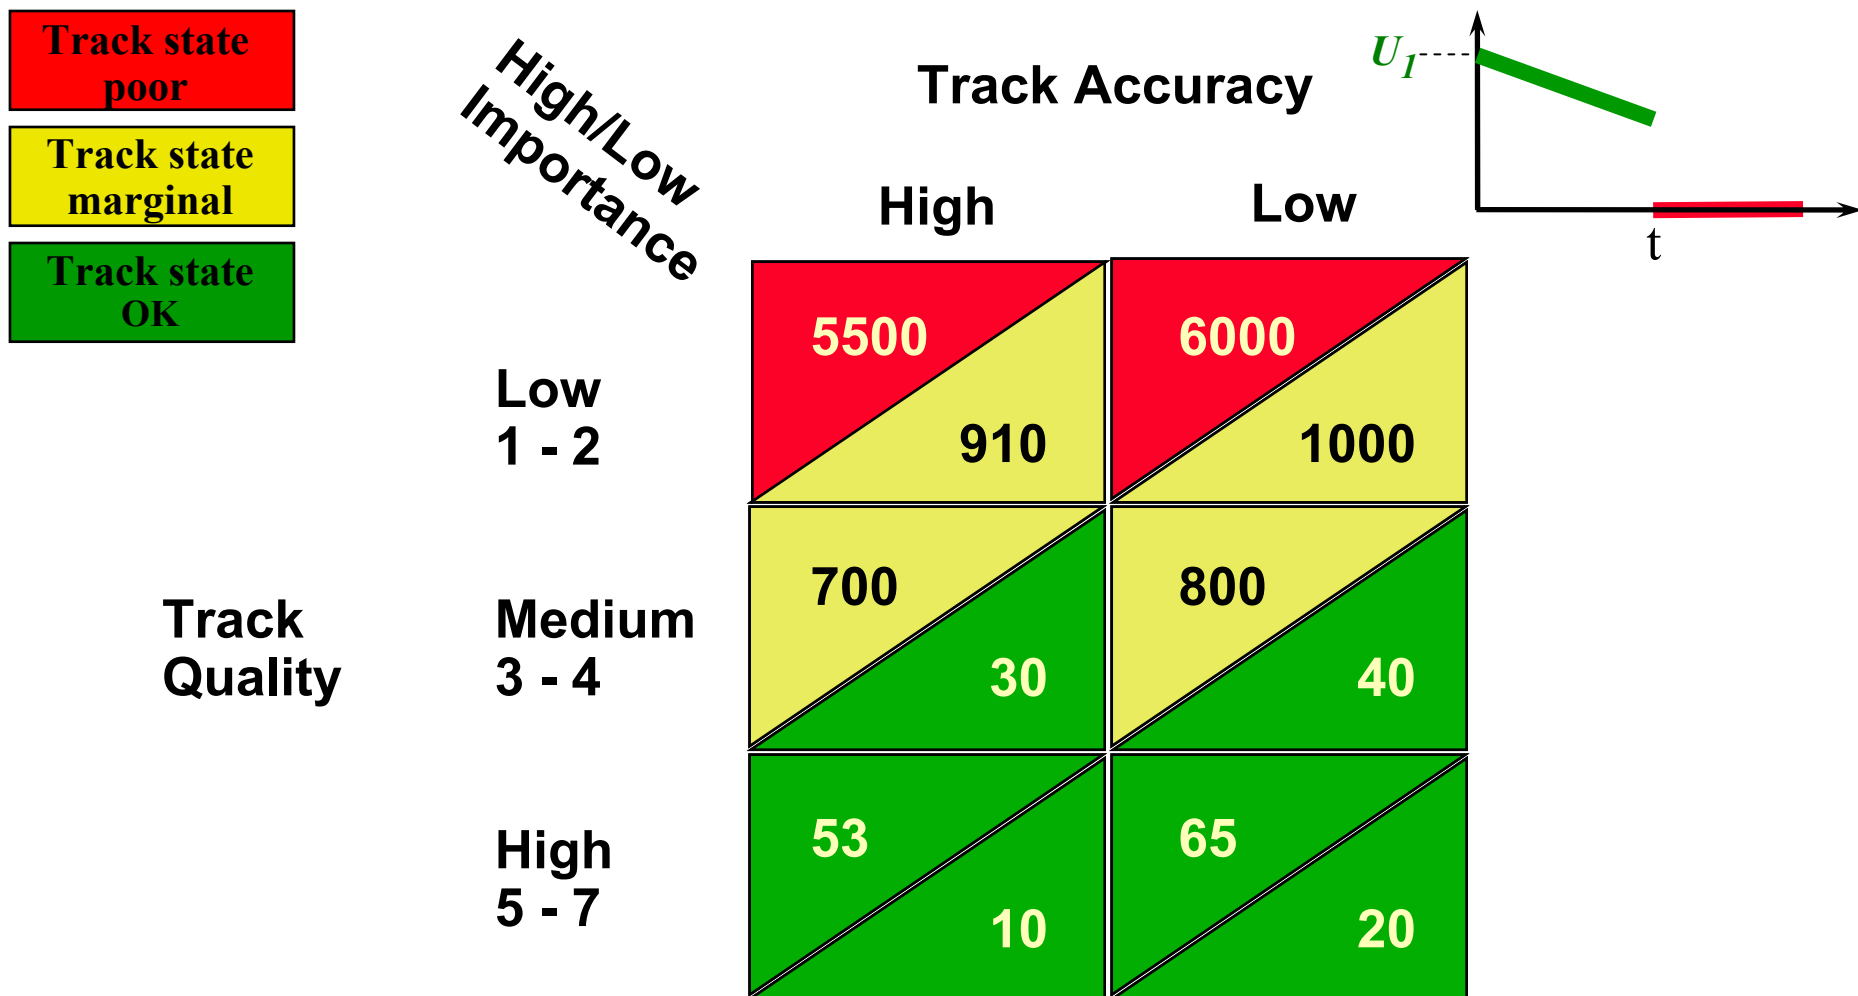 Track state
poor
Track state
marginal
Track state
OK
High/Low
Importance
Track Accuracy
High
Low
U1
t
Low
1 - 2
5500
910
6000
1000
Track
Quality
Medium
3 - 4
700
30
800
40
High
5 - 7
53
10
65
20